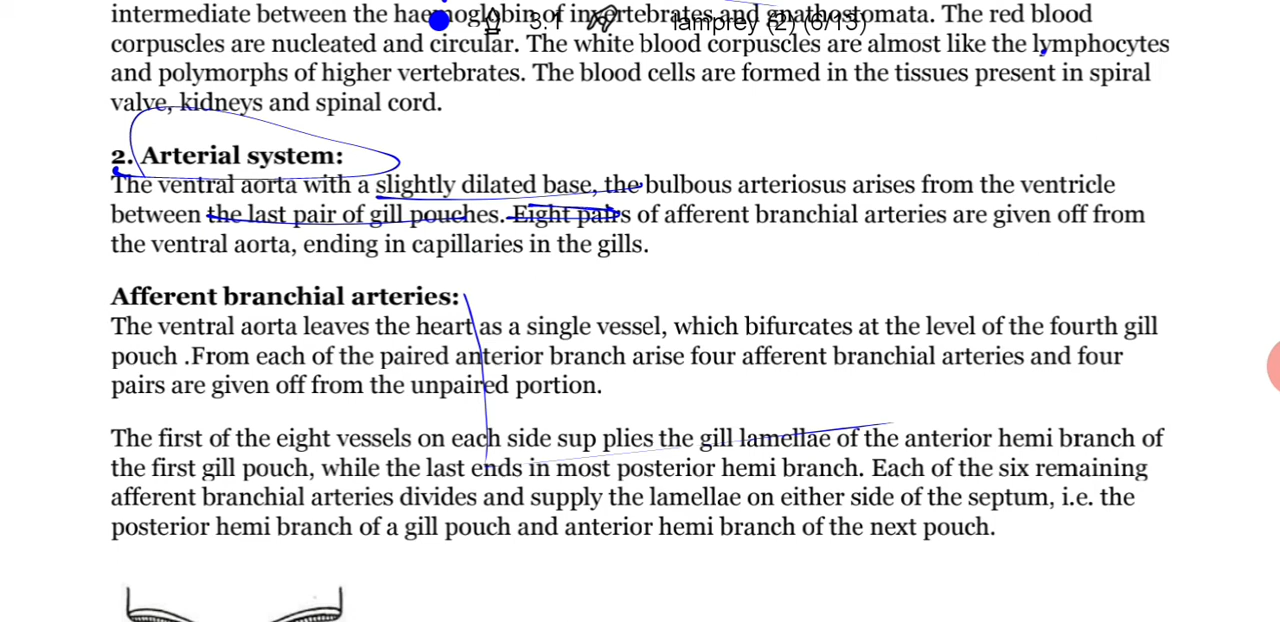 intermediate between the haemoglobin of invertebrates and gnathostomata. The red blood
3:1 lamprey (2) (6/13)
corpuscles are nucleated and circular. The white blood corpuscles are almost like the lymphocytes
and polymorphs of higher vertebrates. The blood cells are formed in the tissues present in spiral
valve, kidneys and spinal cord.
2. Arterial system:
The ventral aorta with a slightly dilated base, the bulbous arteriosus arises from the ventricle
between the last pair of gill pouches. Eight pairs of afferent branchial arteries are given off from
the ventral aorta, ending in capillaries in the gills.
Afferent branchial arteries:
The ventral aorta leaves the heart as a single vessel, which bifurcates at the level of the fourth gill
pouch .From each of the paired anterior branch arise four afferent branchial arteries and four
pairs are given off from the unpaired portion.
The first of the eight vessels on each side sup plies the gill lamellae of the anterior hemi branch of
the first gill pouch, while the last ends in most posterior hemi branch. Each of the six remaining
afferent branchial arteries divides and supply the lamellae on either side of the septum, i.e. the
posterior hemi branch of a gill pouch and anterior hemi branch of the next pouch.